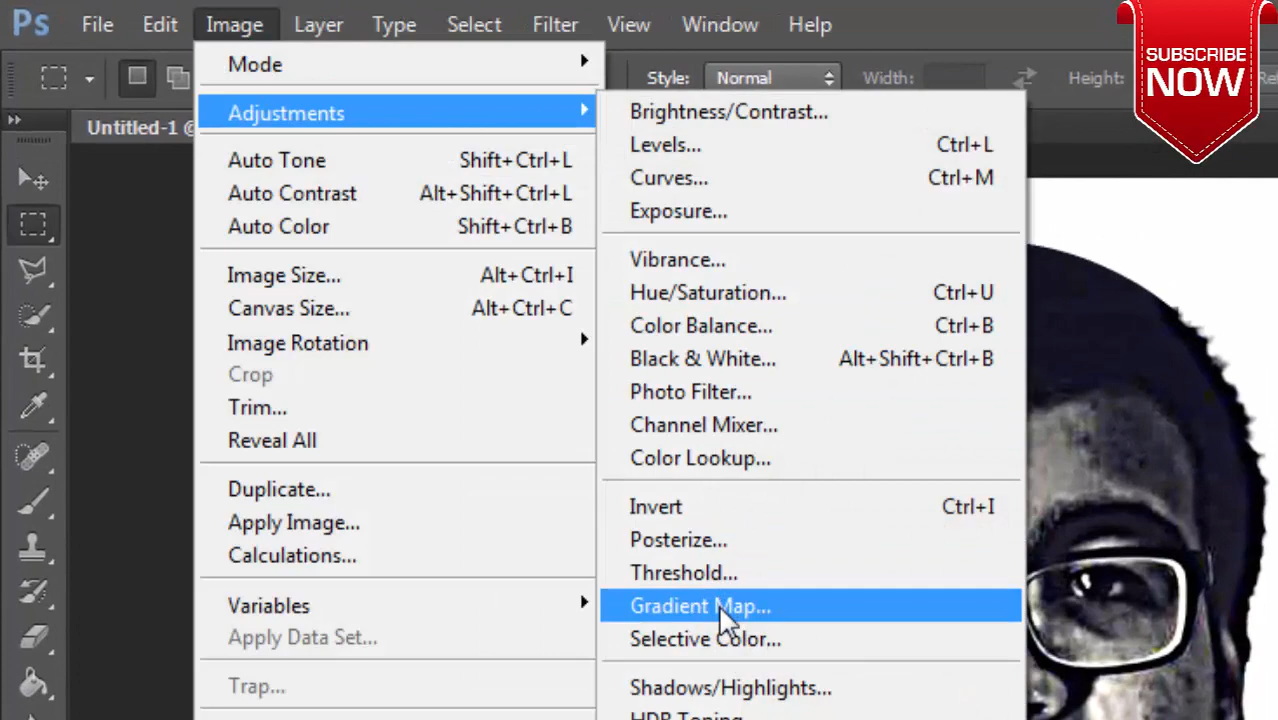 Ps File Edit Image Layer Type Select Filter View Window Help
SUBSCRIBE
NOW
Style: Normal Width: Height:
Untitled-1 @
Mode
Adjustments
Auto Tone Shift+Ctrl+L
Auto Contrast Alt+Shift+Ctrl+L
Auto Color Shift+Ctrl+B
Image Size... Alt+Ctrl+I
Canvas Size... Alt+Ctrl+C
Image Rotation
Crop
Trim...
Reveal All
Duplicate...
Apply Image...
Calculations...
Variables
Apply Data Set...
Trap...
Brightness/Contrast...
Levels... Ctrl+L
Curves... Ctrl+M
Exposure...
Vibrance...
Hue/Saturation... Ctrl+U
Color Balance... Ctrl+B
Black & White... Alt+Shift+Ctrl+B
Photo Filter...
Channel Mixer...
Color Lookup...
Invert Ctrl+I
Posterize...
Threshold...
Gradient Map...
Selective Color...
Shadows/Highlights...
HDR Toning...